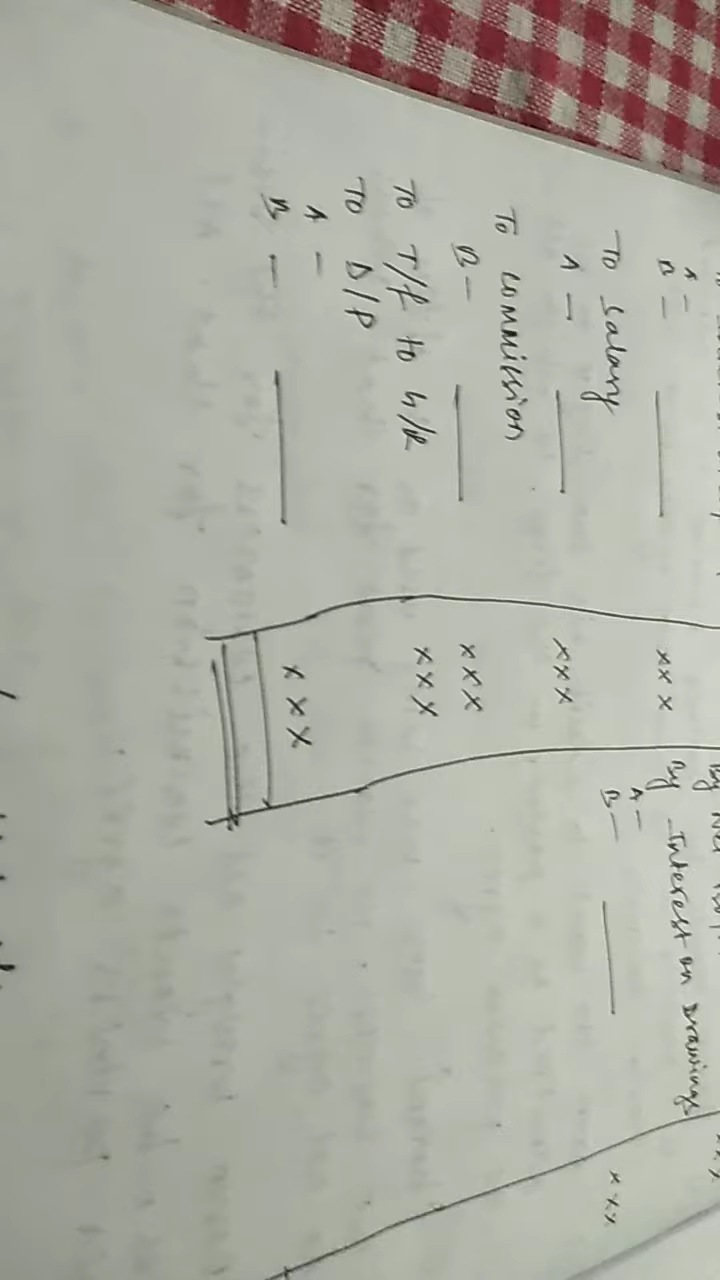 A –
B –
xxx
To salary
A –
xxx
To commission
B –
xxx
To T/f to G/R
xxx
To D/P
A –
B –
xxx
By Interest on Drawings
A –
B –
xxx